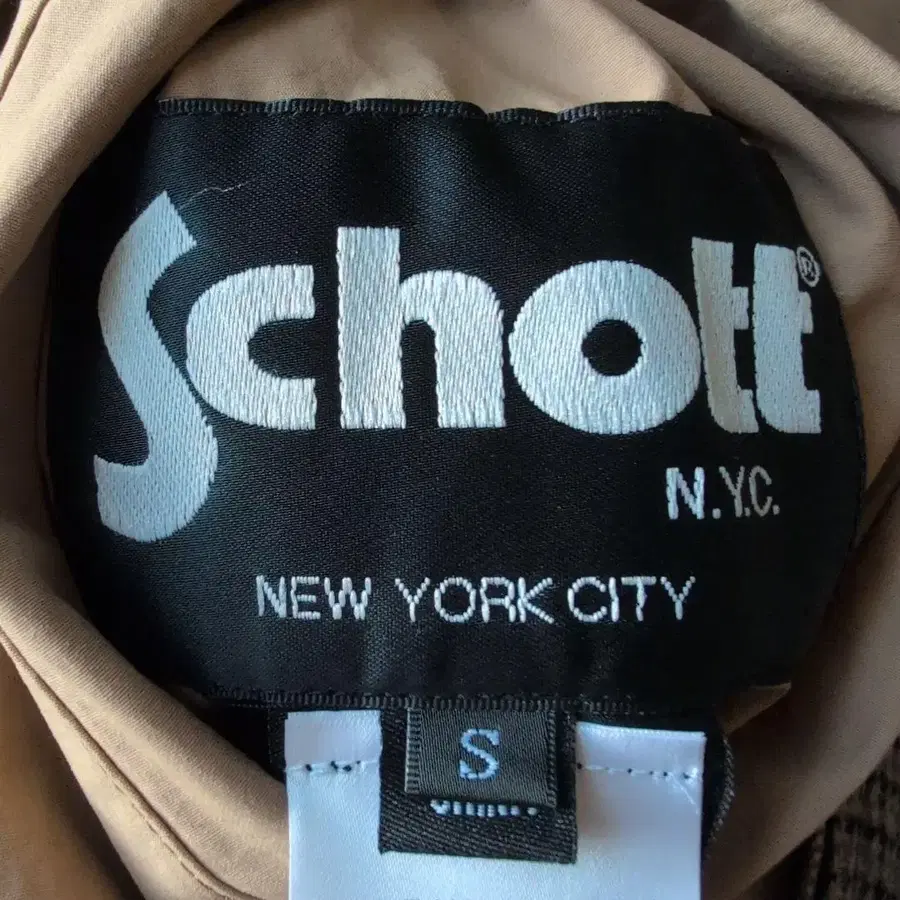 Schott®
N.Y.C.
NEW YORK CITY
S